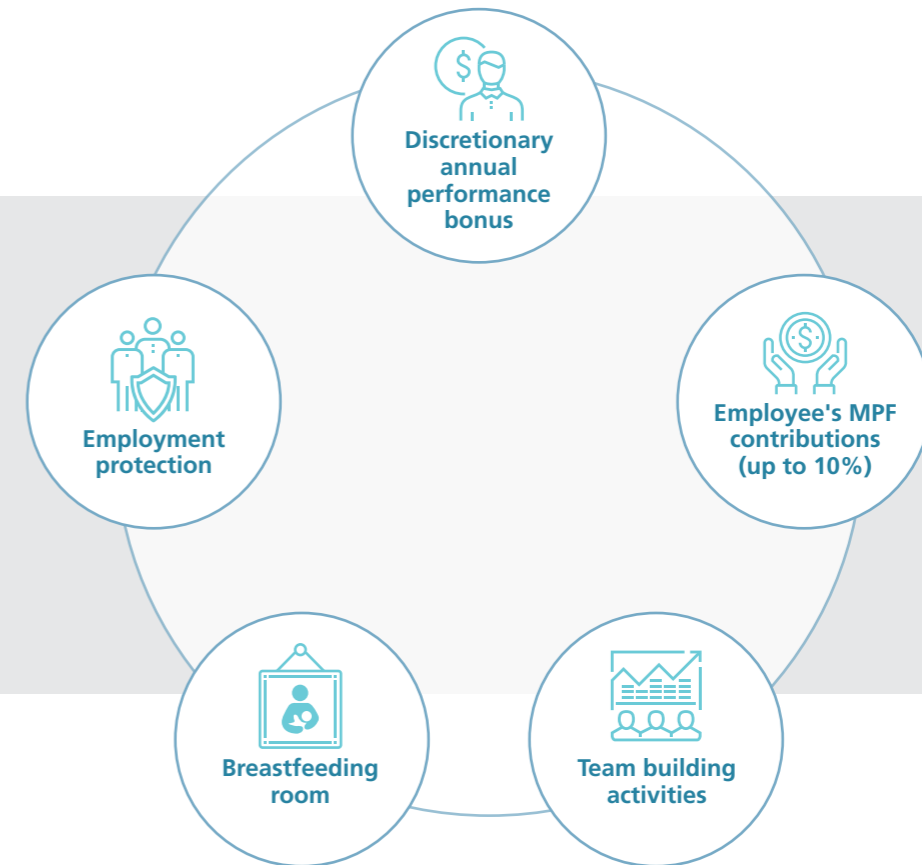 Discretionary
annual
performance
bonus
Employment
protection
Employee's MPF
contributions
(up to 10%)
Breastfeeding
room
Team building
activities